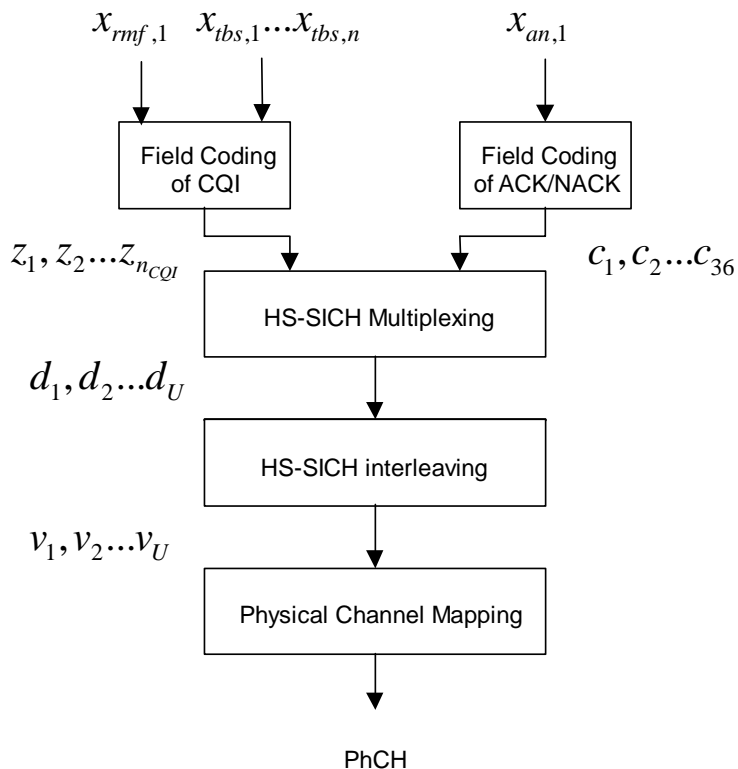 x_{rmf,1} x_{tbs,1}...x_{tbs,n} x_{an,1}
Field Coding
of CQI
Field Coding
of ACK/NACK
z_1, z_2...z_{n_{CQI}}
c_1, c_2...c_{36}
HS-SICH Multiplexing
d_1, d_2...d_U
HS-SICH interleaving
v_1, v_2...v_U
Physical Channel Mapping
PhCH